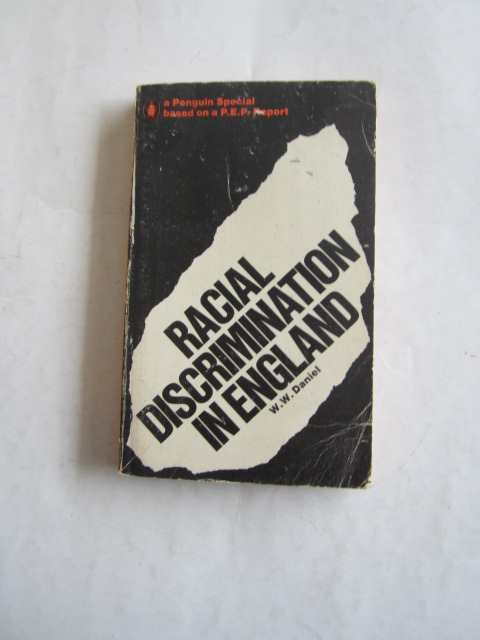 a Penguin Special
based on a P.E.P. Report
RACIAL
DISCRIMINATION
IN ENGLAND
W.W. Daniel